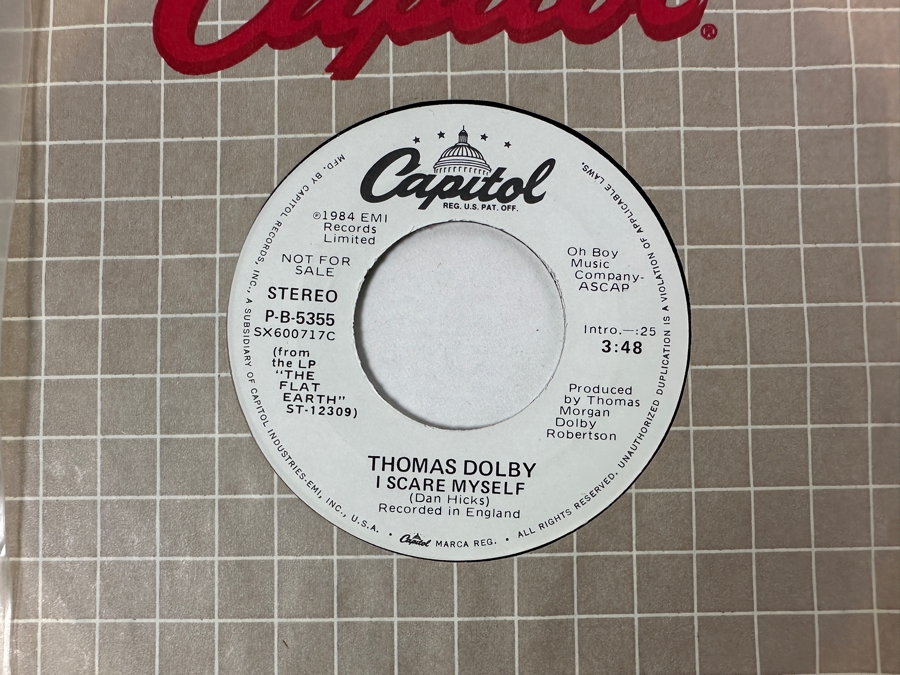 Capitol®
Capitol
REG. U.S. PAT. OFF.
℗1984 EMI
Records
Limited
NOT FOR
SALE
STEREO
P-B-5355
SX600717C
(from
the LP
"THE
FLAT
EARTH"
ST-12309)
Oh Boy
Music
Company-
ASCAP
Intro.—:25
3:48
Produced
by Thomas
Morgan
Dolby
Robertson
THOMAS DOLBY
I SCARE MYSELF
(Dan Hicks)
Recorded in England
MFD. BY CAPITOL RECORDS, INC., A SUBSIDIARY OF CAPITOL INDUSTRIES-EMI, INC., U.S.A. • Capitol MARCA REG. • ALL RIGHTS RESERVED. UNAUTHORIZED DUPLICATION IS A VIOLATION OF APPLICABLE LAWS.